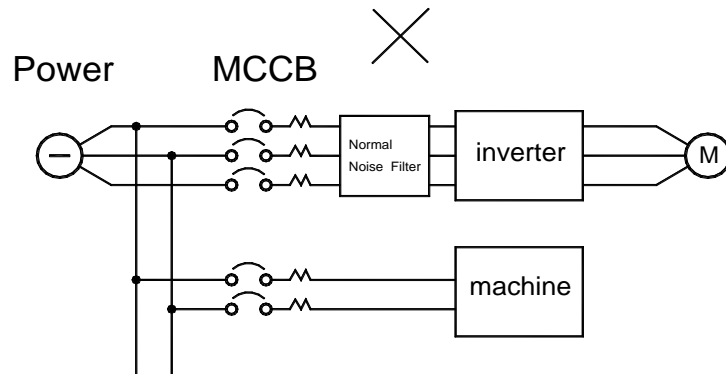 Power MCCB
Normal
Noise Filter
inverter
M
machine